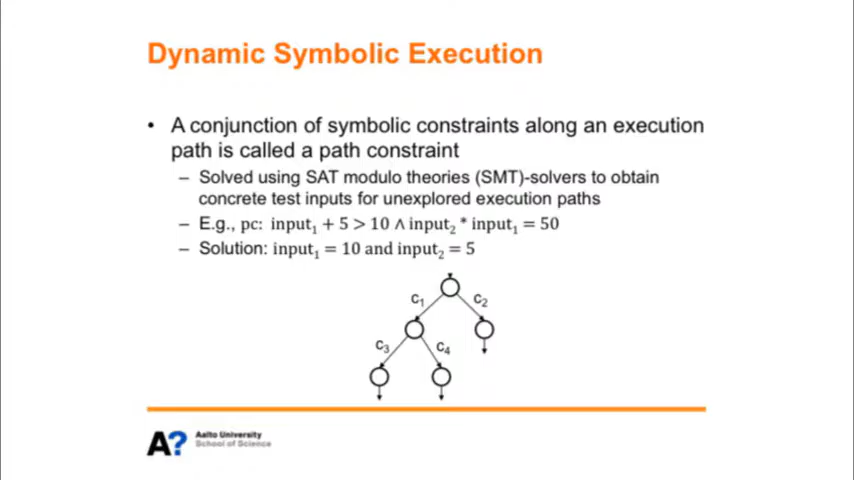 Dynamic Symbolic Execution
• A conjunction of symbolic constraints along an execution
path is called a path constraint
– Solved using SAT modulo theories (SMT)-solvers to obtain
concrete test inputs for unexplored execution paths
– E.g., pc: input₁ + 5 > 10 ∧ input₂ * input₁ = 50
– Solution: input₁ = 10 and input₂ = 5
c₁ c₂
c₃ c₄
A?
Aalto University
School of Science